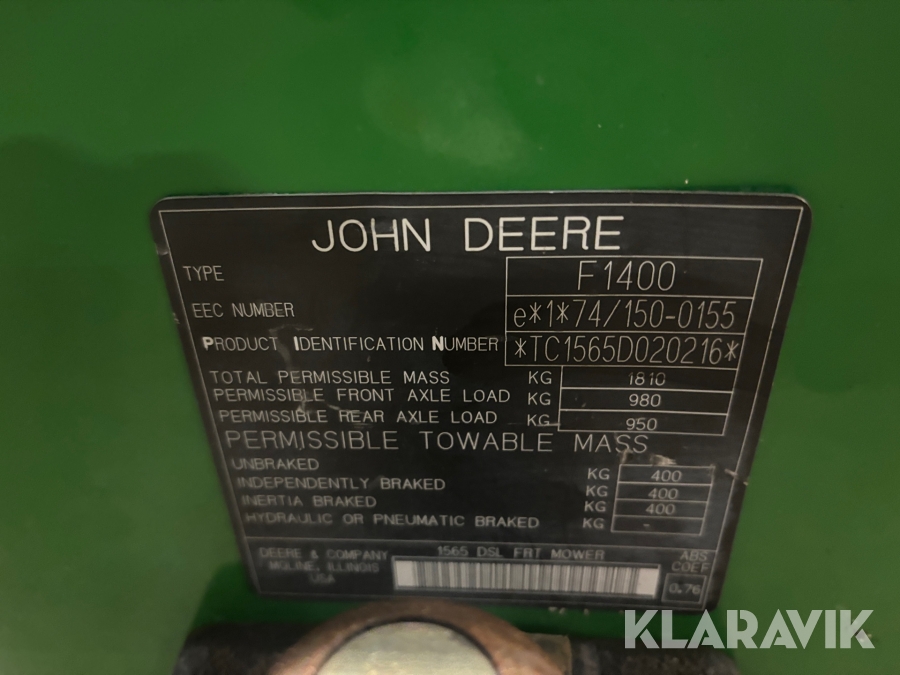 JOHN DEERE
TYPE F1400
EEC NUMBER e*1*74/150-0155
PRODUCT IDENTIFICATION NUMBER *TC1565D020216*
TOTAL PERMISSIBLE MASS KG 1810
PERMISSIBLE FRONT AXLE LOAD KG 980
PERMISSIBLE REAR AXLE LOAD KG 950
PERMISSIBLE TOWABLE MASS
UNBRAKED KG 400
INDEPENDENTLY BRAKED KG 400
INERTIA BRAKED KG 400
HYDRAULIC OR PNEUMATIC BRAKED KG -
DEERE & COMPANY 1565 DSL FRT MOWER ABS
MOLINE, ILLINOIS COEF
USA 0.76
KLARAVIK